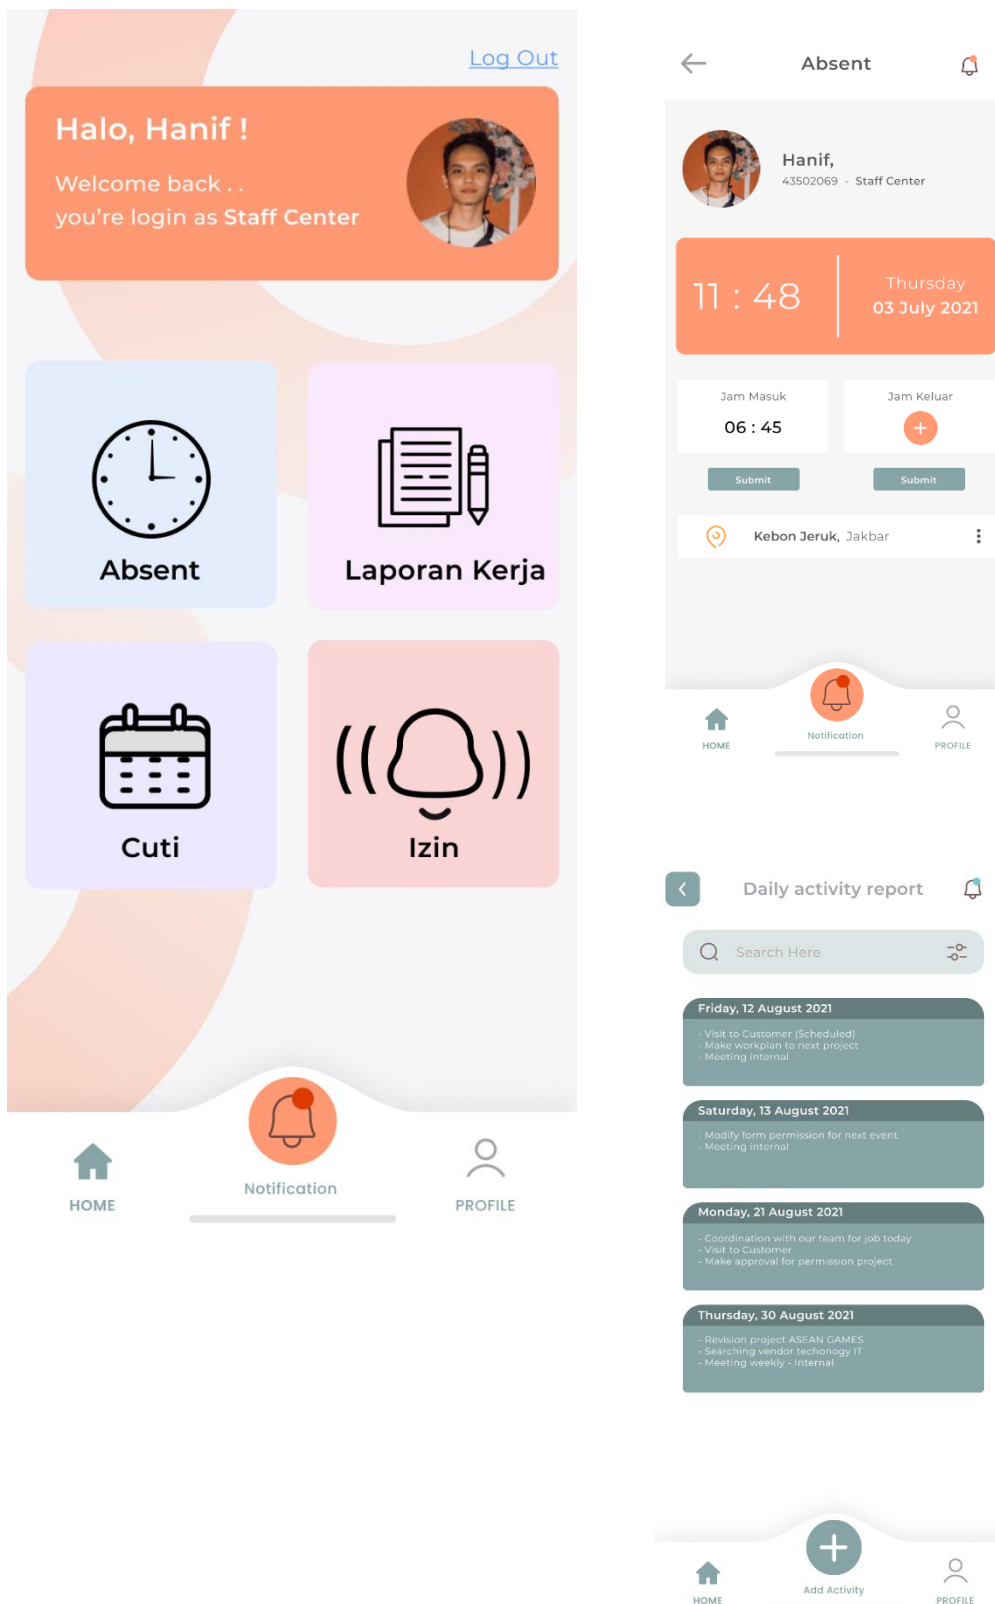 Log Out
Halo, Hanif !
Welcome back . .
you're login as Staff Center
Absent
Laporan Kerja
Cuti
Izin
HOME
Notification
PROFILE
Absent
Hanif,
43502069 - Staff Center
11 : 48
Thursday
03 July 2021
Jam Masuk
06 : 45
Submit
Jam Keluar
Submit
Kebon Jeruk, Jakbar
HOME
Notification
PROFILE
Daily activity report
Search Here
Friday, 12 August 2021
- Visit to Customer (Scheduled)
- Make workplan to next project
- Meeting internal
Saturday, 13 August 2021
- Modify form permission for next event
- Meeting internal
Monday, 21 August 2021
- Coordination with our team for job today
- Visit to Customer
- Make approval for permission project
Thursday, 30 August 2021
- Revision project ASEAN GAMES
- Searching vendor techonogy IT
- Meeting weekly - Internal
HOME
Add Activity
PROFILE